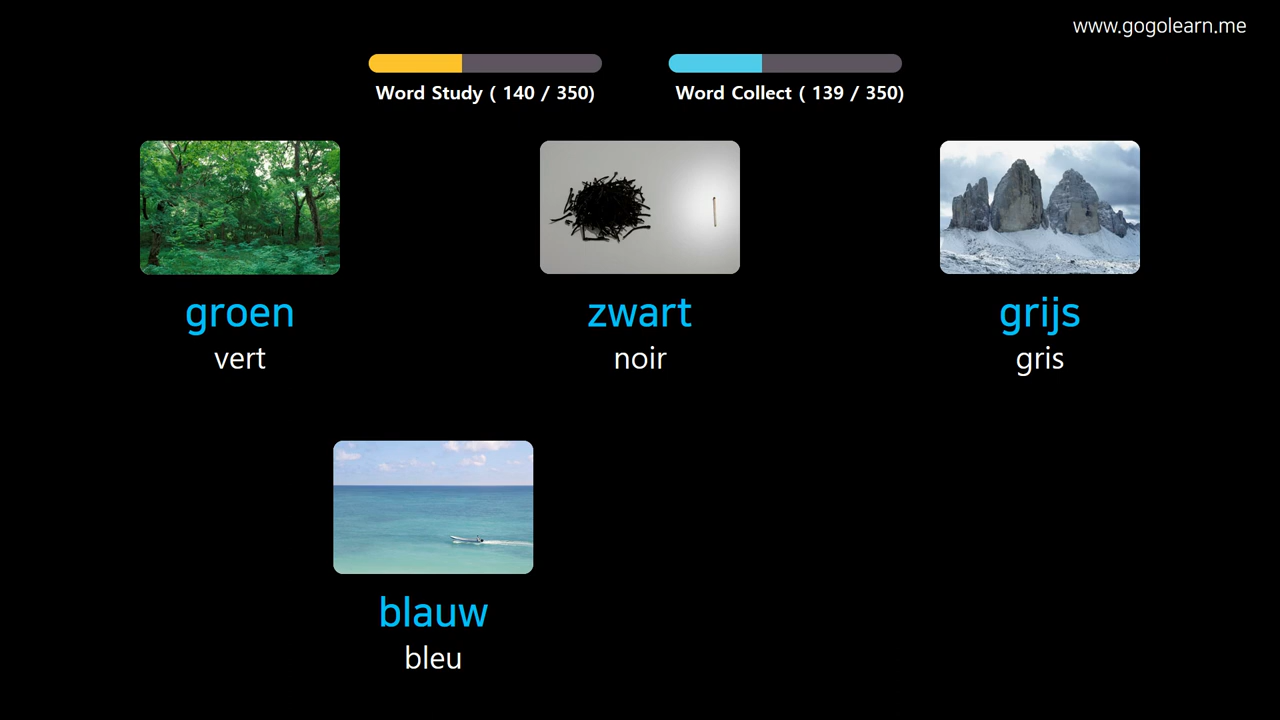 www.gogolearn.me
Word Study ( 140 / 350)
Word Collect ( 139 / 350)
groen
vert
zwart
noir
grijs
gris
blauw
bleu